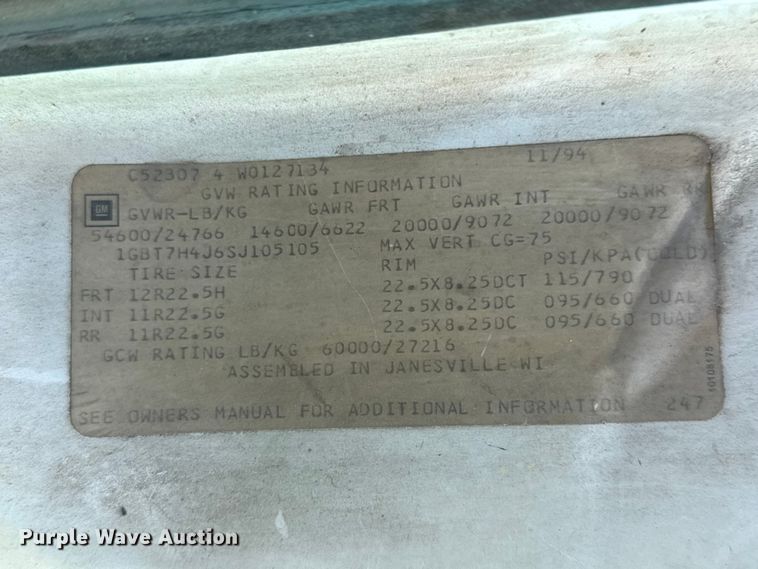 C52307 4 W0127134 11/94
GVW RATING INFORMATION
GM GVWR-LB/KG GAWR FRT GAWR INT GAWR RR
54600/24766 14600/6622 20000/9072 20000/9072
1GBT7H4J6SJ105105 MAX VERT CG=75
TIRE SIZE RIM PSI/KPA(COLD)
FRT 12R22.5H 22.5X8.25DCT 115/790
INT 11R22.5G 22.5X8.25DC 095/660 DUAL
RR 11R22.5G 22.5X8.25DC 095/660 DUAL
GCW RATING LB/KG 60000/27216
ASSEMBLED IN JANESVILLE WI
10108175
SEE OWNERS MANUAL FOR ADDITIONAL INFORMATION 247
Purple Wave Auction